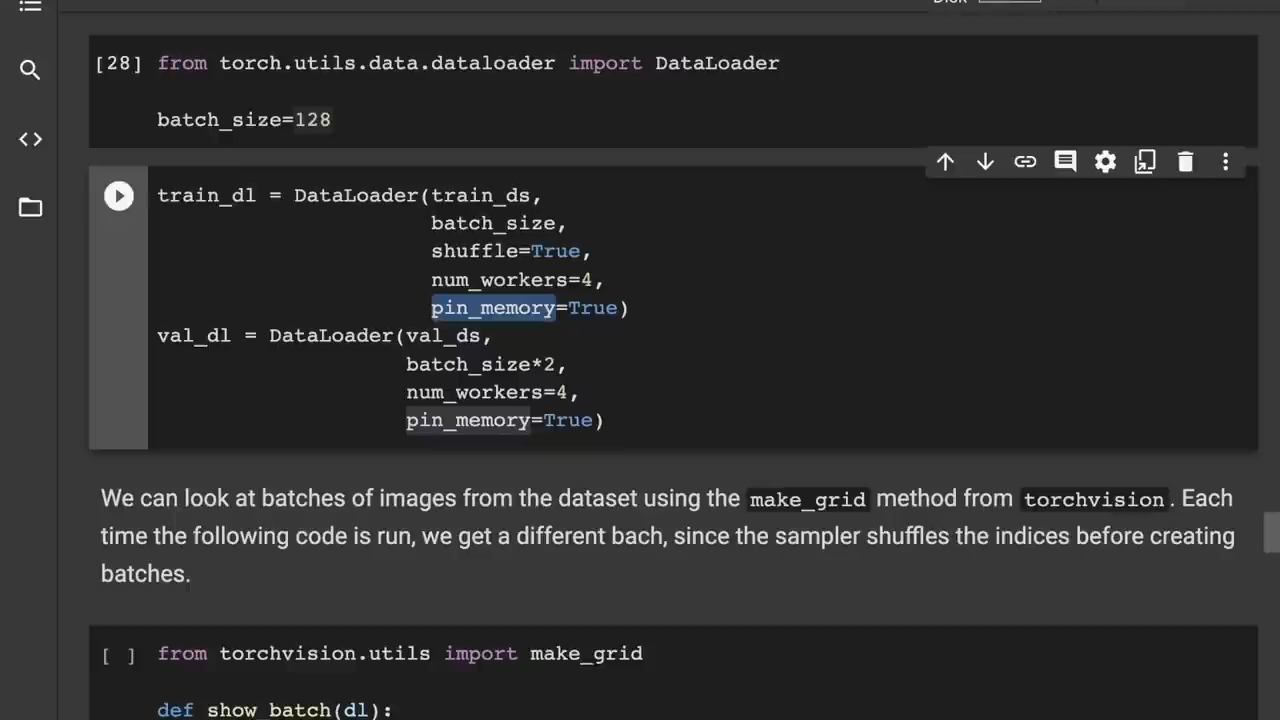 Disk
[28] from torch.utils.data.dataloader import DataLoader
batch_size=128
train_dl = DataLoader(train_ds,
batch_size,
shuffle=True,
num_workers=4,
pin_memory=True)
val_dl = DataLoader(val_ds,
batch_size*2,
num_workers=4,
pin_memory=True)
We can look at batches of images from the dataset using the make_grid method from torchvision. Each
time the following code is run, we get a different bach, since the sampler shuffles the indices before creating
batches.
[ ] from torchvision.utils import make_grid
def show_batch(dl):